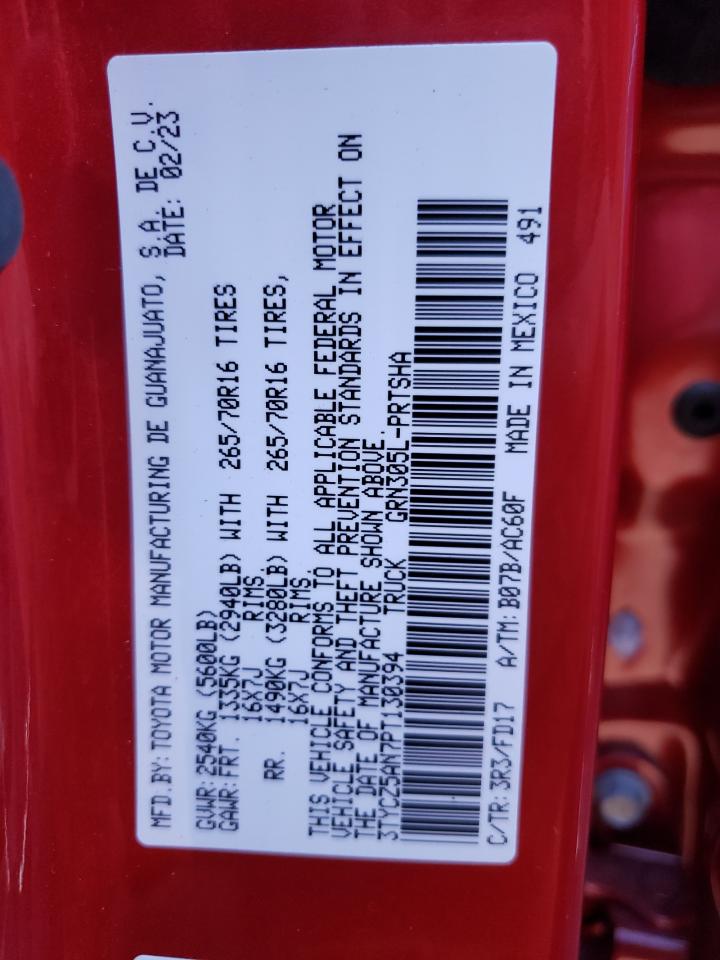 MFD.BY:TOYOTA MOTOR MANUFACTURING DE GUANAJUATO, S.A. DE C.V.
DATE: 02/23
GVWR:2540KG (5600LB)
GAWR:FRT. 1335KG (2940LB) WITH 265/70R16 TIRES
16X7J RIMS,
RR. 1490KG (3280LB) WITH 265/70R16 TIRES,
16X7J RIMS.
THIS VEHICLE CONFORMS TO ALL APPLICABLE FEDERAL MOTOR
VEHICLE SAFETY AND THEFT PREVENTION STANDARDS IN EFFECT ON
THE DATE OF MANUFACTURE SHOWN ABOVE.
3TYCZ5AN7PT130394 TRUCK GRN305L-PRTSHA
C/TR:3R3/FD17 A/TM:B07B/AC60F MADE IN MEXICO 491